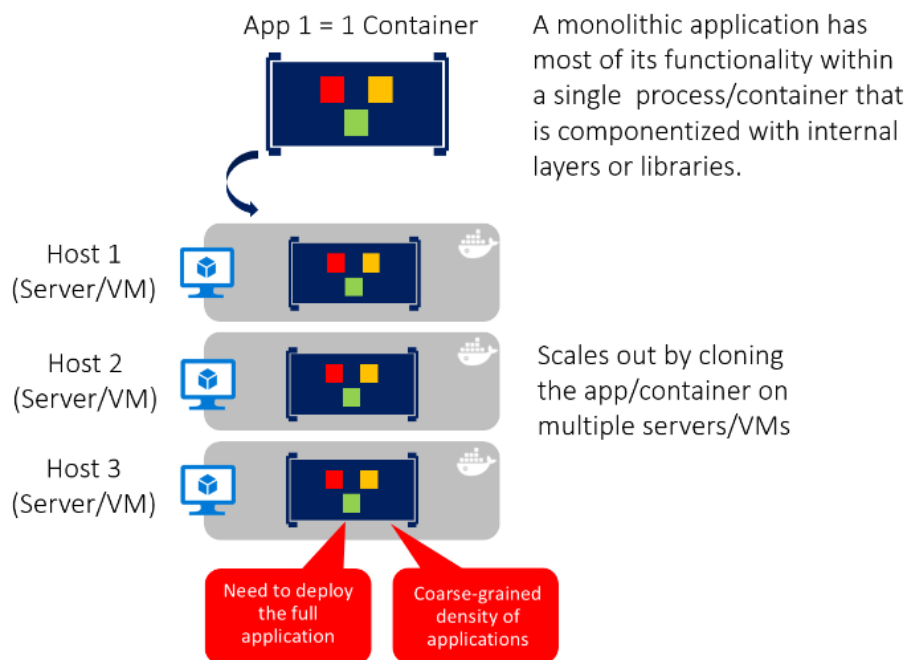 App 1 = 1 Container
A monolithic application has
most of its functionality within
a single process/container that
is componentized with internal
layers or libraries.
Host 1
(Server/VM)
Host 2
(Server/VM)
Scales out by cloning
the app/container on
multiple servers/VMs
Host 3
(Server/VM)
Need to deploy
the full
application
Coarse-grained
density of
applications